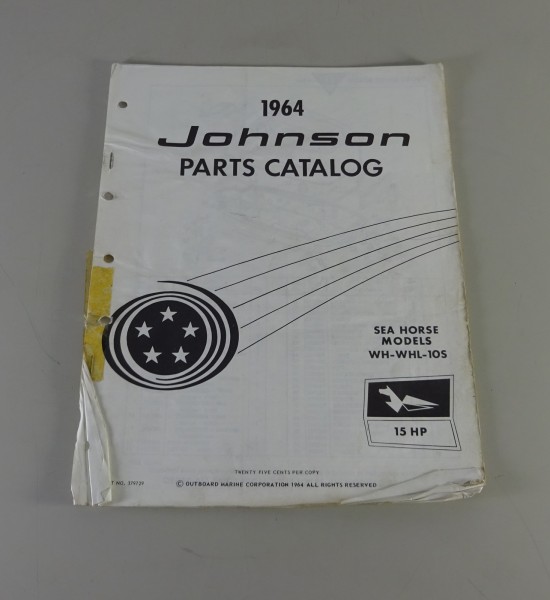 1964
Johnson
PARTS CATALOG
SEA HORSE
MODELS
WH-WHL-10S
15 HP
TWENTY FIVE CENTS PER COPY
NO.
© OUTBOARD MARINE CORPORATION 1964 ALL RIGHTS RESERVED